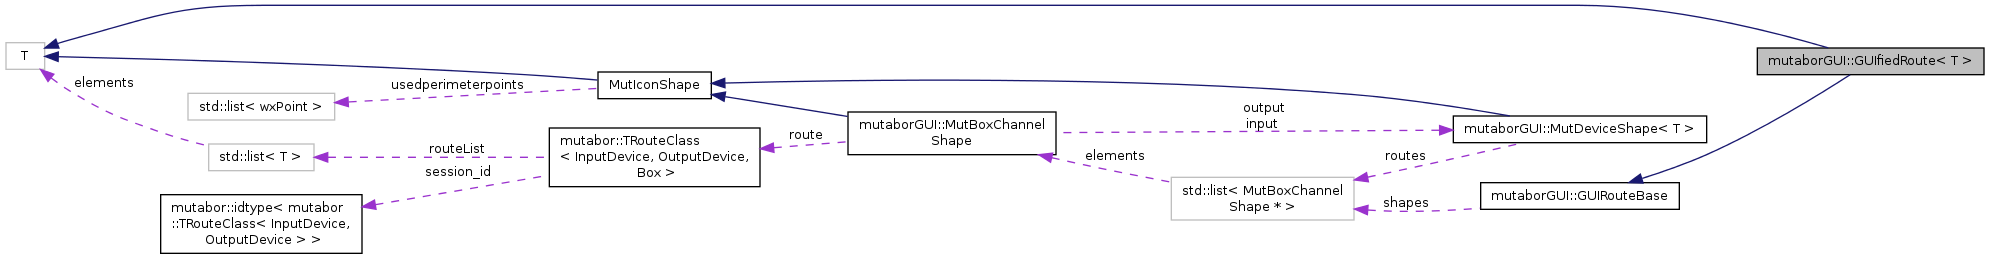 T
elements
std::list< wxPoint >
usedperimeterpoints
std::list< T >
routeList
session_id
mutabor::idtype< mutabor
::TRouteClass< InputDevice,
OutputDevice > >
MutIconShape
mutabor::TRouteClass
< InputDevice, OutputDevice,
Box >
route
mutaborGUI::MutBoxChannel
Shape
output
input
elements
std::list< MutBoxChannel
Shape * >
routes
shapes
mutaborGUI::MutDeviceShape< T >
mutaborGUI::GUIRouteBase
mutaborGUI::GUIfiedRoute< T >